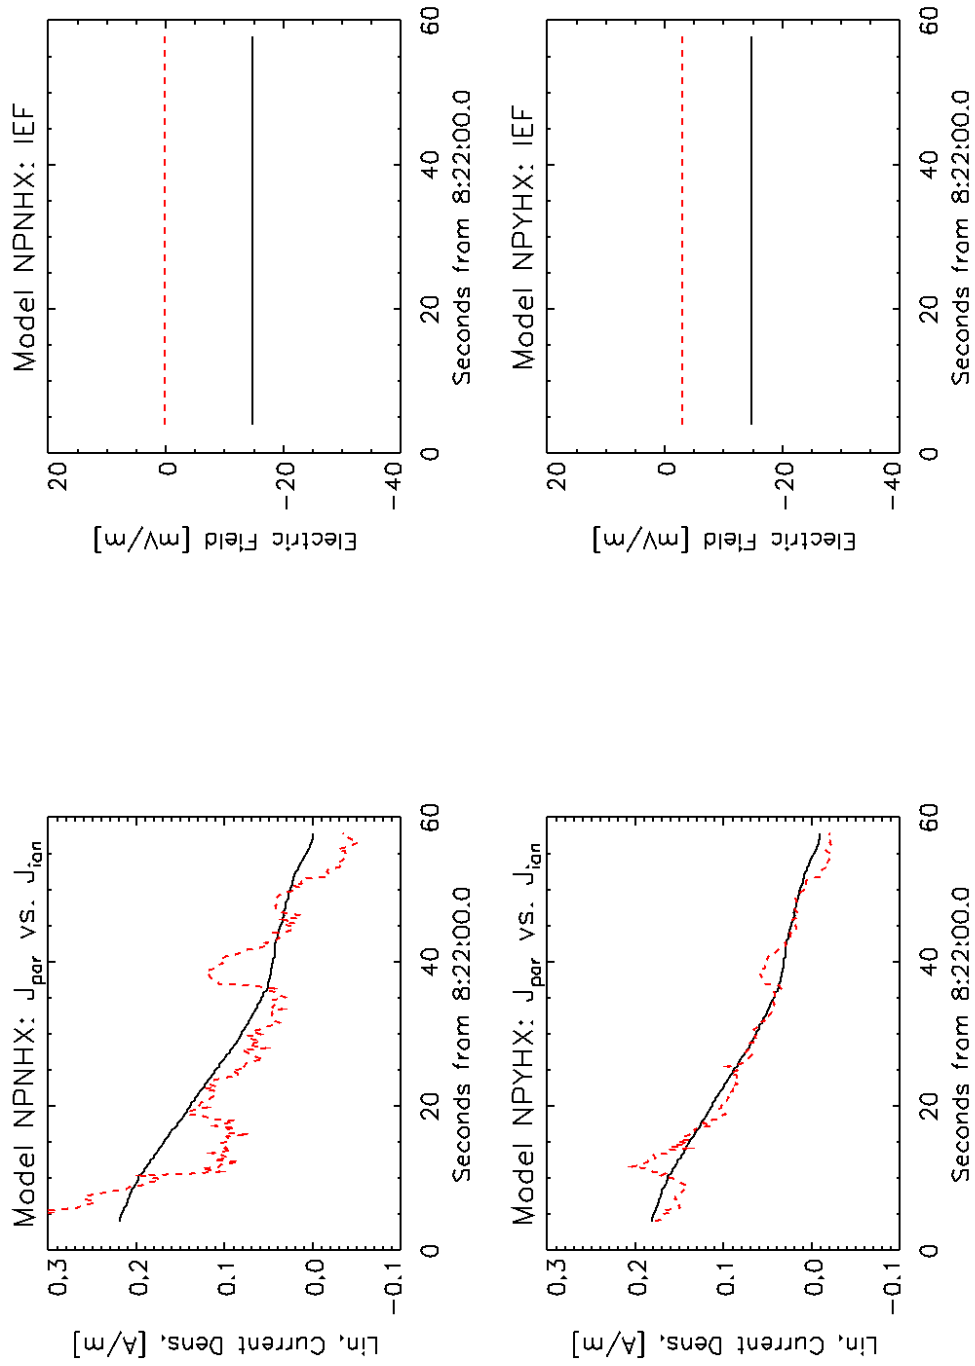 Model NPNHX: J_par vs. J_ion
Lin. Current Dens. [A/m]
0.3
0.2
0.1
0.0
-0.1
0 20 40 60
Seconds from 8:22:00.0
Model NPNHX: IEF
Electric Field [mV/m]
20
0
-20
-40
0 20 40 60
Seconds from 8:22:00.0
Model NPYHX: J_par vs. J_ion
Lin. Current Dens. [A/m]
0.3
0.2
0.1
0.0
-0.1
0 20 40 60
Seconds from 8:22:00.0
Model NPYHX: IEF
Electric Field [mV/m]
20
0
-20
-40
0 20 40 60
Seconds from 8:22:00.0